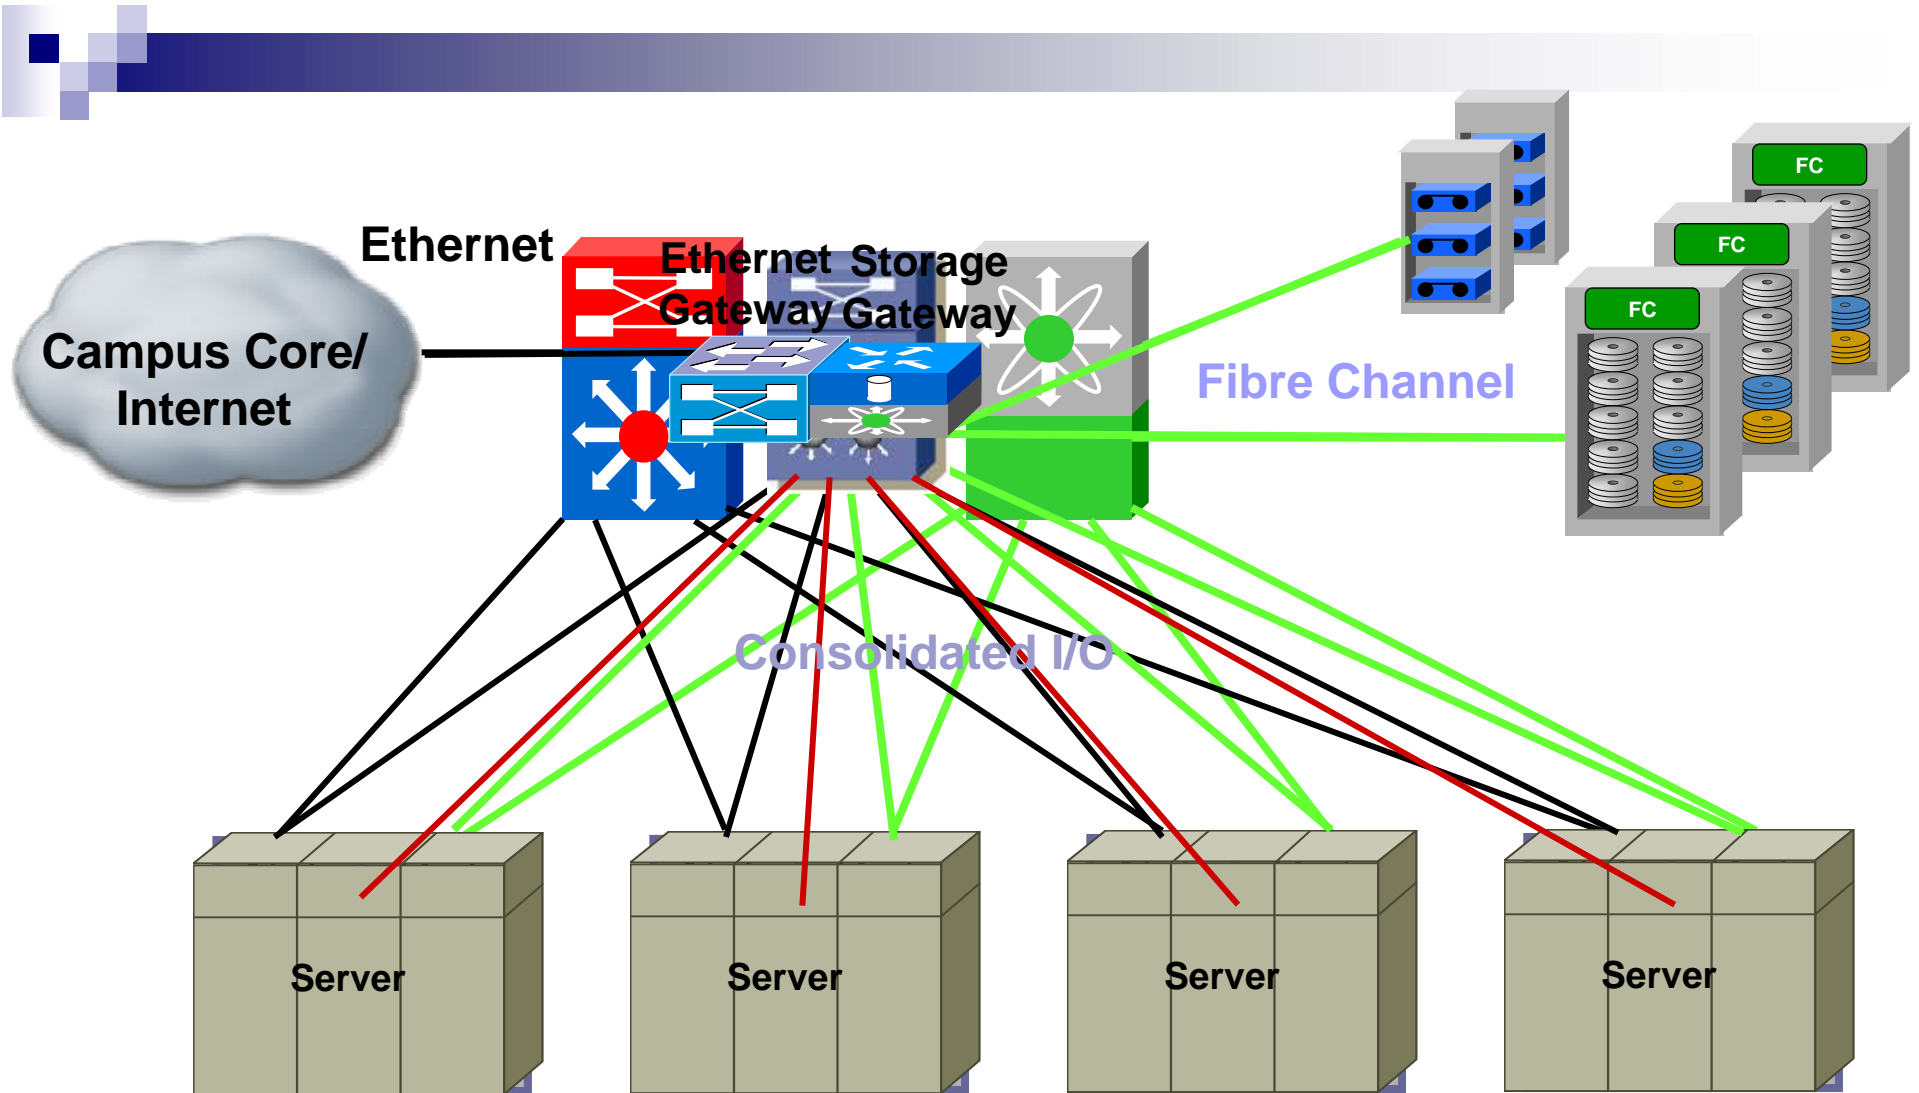 Ethernet
Campus Core/
Internet
Ethernet
Gateway
Storage
Gateway
Fibre Channel
FC
FC
FC
Consolidated I/O
Server
Server
Server
Server